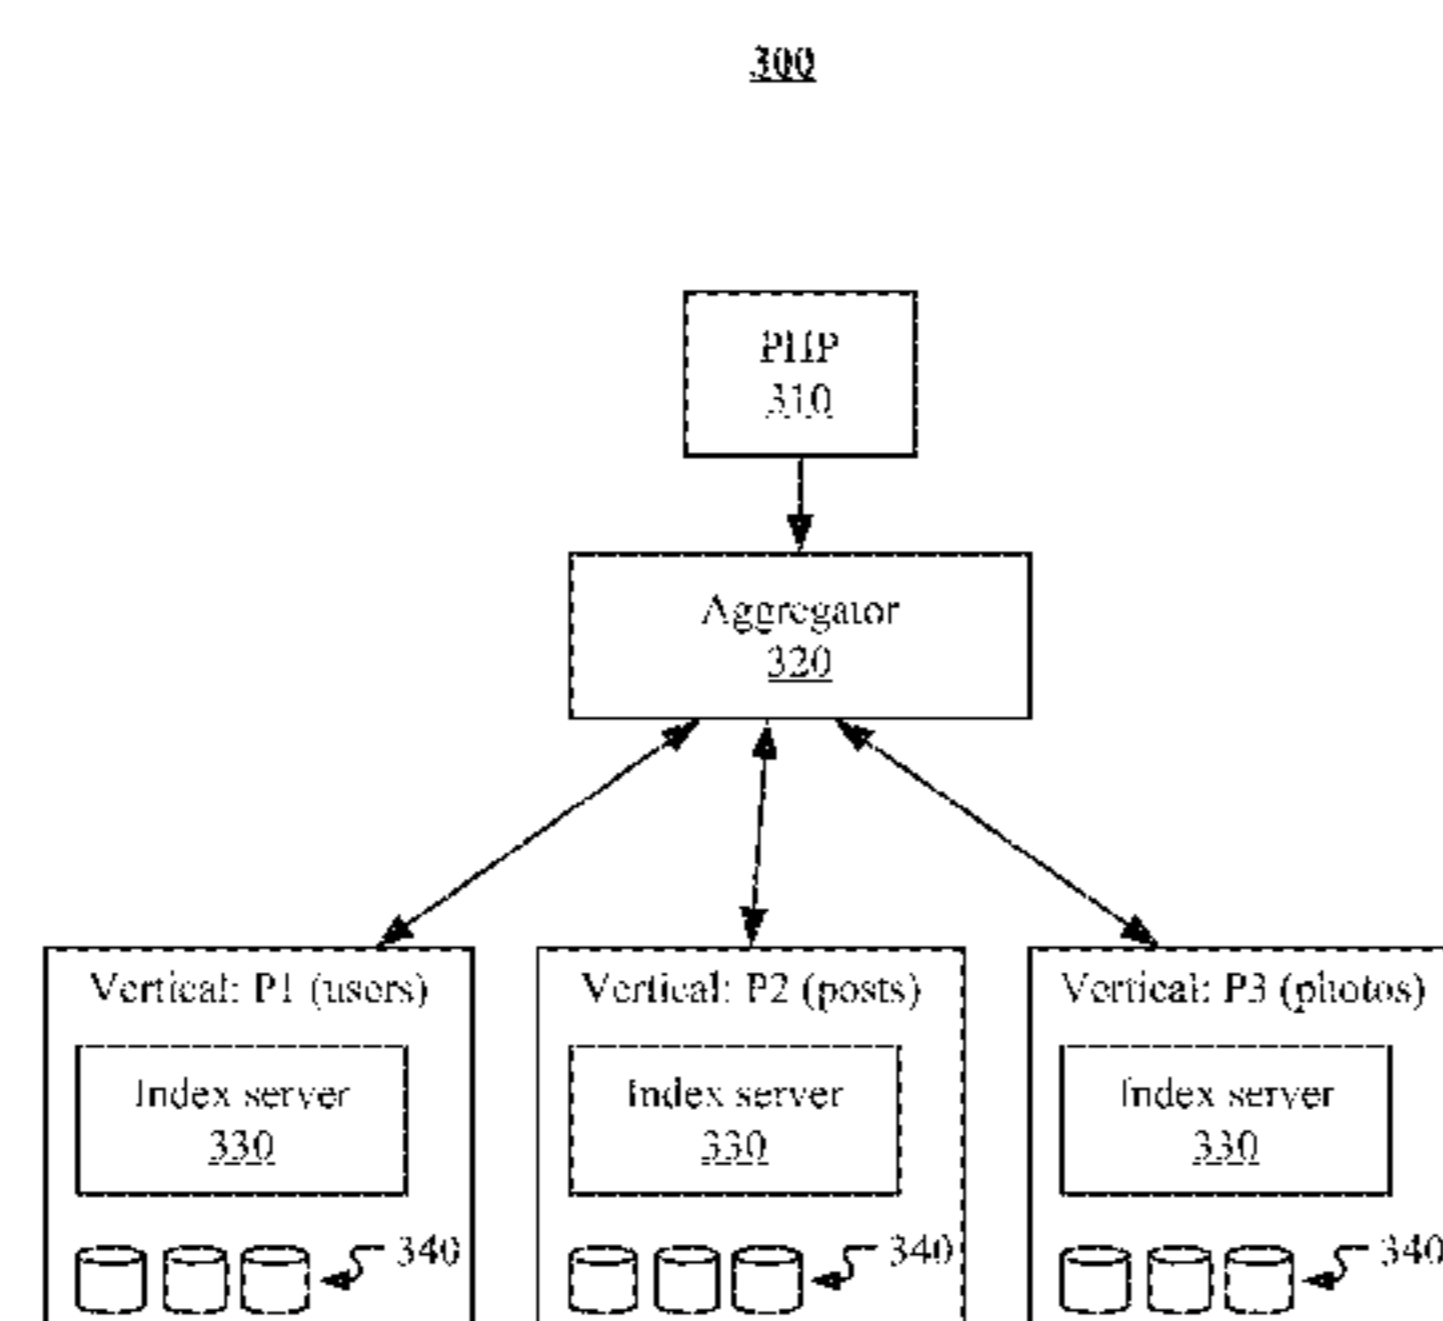 300
PHP
310
Aggregator
320
Vertical: P1 (users)
Vertical: P2 (posts)
Vertical: P3 (photos)
Index server
330
Index server
330
Index server
330
340
340
340